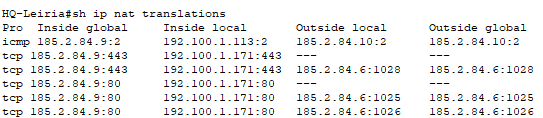 HQ-Leiria#sh ip nat translations
Pro  Inside global     Inside local       Outside local      Outside global
icmp 185.2.84.9:2      192.100.1.113:2    185.2.84.10:2      185.2.84.10:2
tcp 185.2.84.9:443     192.100.1.171:443  ---                ---
tcp 185.2.84.9:443     192.100.1.171:443  185.2.84.6:1028    185.2.84.6:1028
tcp 185.2.84.9:80      192.100.1.171:80   ---                ---
tcp 185.2.84.9:80      192.100.1.171:80   185.2.84.6:1025    185.2.84.6:1025
tcp 185.2.84.9:80      192.100.1.171:80   185.2.84.6:1026    185.2.84.6:1026